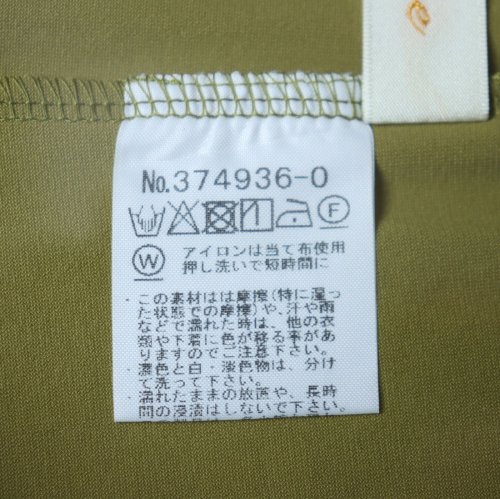 No.374936-0
F
W
アイロンは当て布使用
押し洗いで短時間に
・この素材はは摩擦(特に湿っ
た状態での摩擦)や、汗や雨
などで濡れた時は、他の衣
類や下着に色が移る事があ
りますのでご注意下さい。
・濃色と白・淡色物は、分け
て洗って下さい。
・濡れたままの放置や、長時
間の浸漬はしないで下さい。